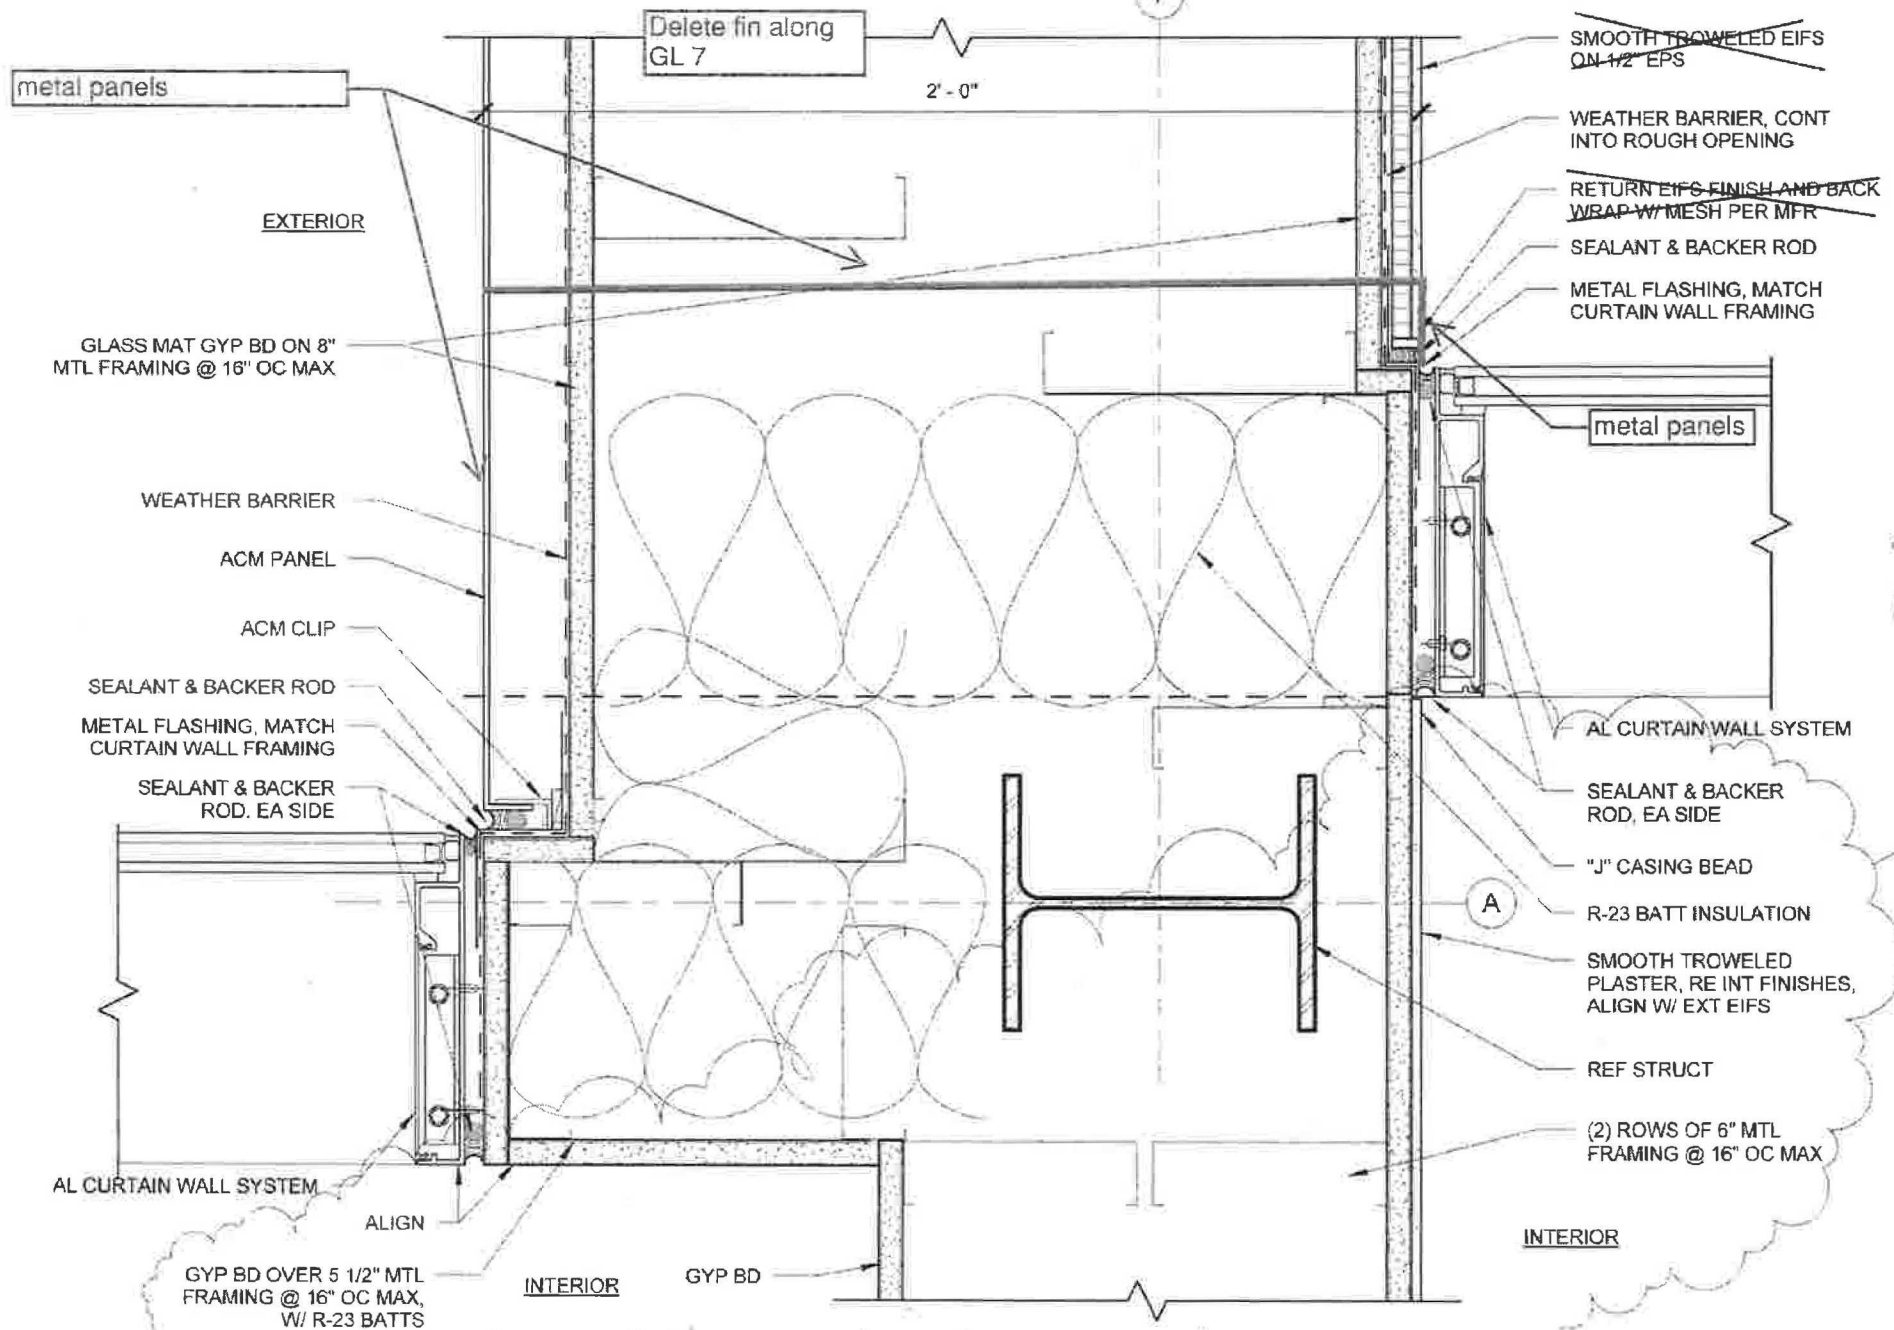 Delete fin along
GL 7
metal panels
2' - 0"
SMOOTH TROWELED EIFS
ON 1/2" EPS
WEATHER BARRIER, CONT
INTO ROUGH OPENING
RETURN EIFS FINISH AND BACK
WRAP W/ MESH PER MFR
SEALANT & BACKER ROD
METAL FLASHING, MATCH
CURTAIN WALL FRAMING
metal panels
EXTERIOR
GLASS MAT GYP BD ON 8"
MTL FRAMING @ 16" OC MAX
WEATHER BARRIER
ACM PANEL
ACM CLIP
SEALANT & BACKER ROD
METAL FLASHING, MATCH
CURTAIN WALL FRAMING
SEALANT & BACKER
ROD. EA SIDE
AL CURTAIN WALL SYSTEM
SEALANT & BACKER
ROD, EA SIDE
"J" CASING BEAD
A
R-23 BATT INSULATION
SMOOTH TROWELED
PLASTER, RE INT FINISHES,
ALIGN W/ EXT EIFS
REF STRUCT
(2) ROWS OF 6" MTL
FRAMING @ 16" OC MAX
INTERIOR
AL CURTAIN WALL SYSTEM
ALIGN
GYP BD OVER 5 1/2" MTL
FRAMING @ 16" OC MAX,
W/ R-23 BATTS
INTERIOR
GYP BD